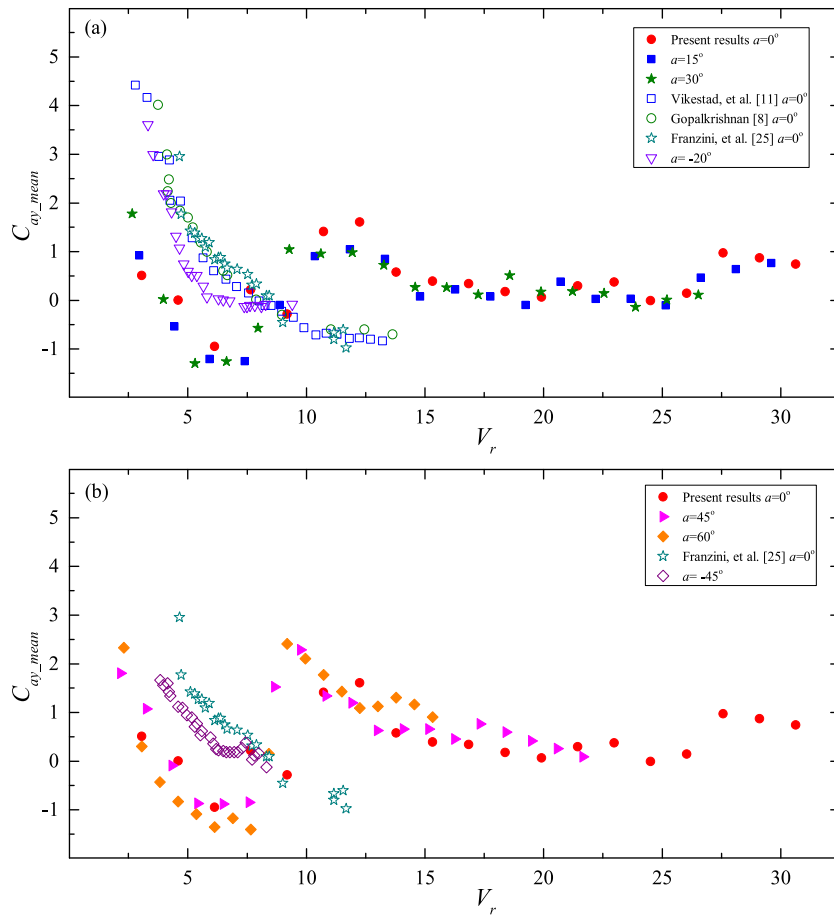 (a)
5
4
3
2
1
0
-1
C_ay_mean
Present results a=0°
a=15°
a=30°
Vikestad, et al. [11] a=0°
Gopalkrishnan [8] a=0°
Franzini, et al. [25] a=0°
a= -20°
5 10 15 20 25 30
V_r
(b)
5
4
3
2
1
0
-1
C_ay_mean
Present results a=0°
a=45°
a=60°
Franzini, et al. [25] a=0°
a= -45°
5 10 15 20 25 30
V_r